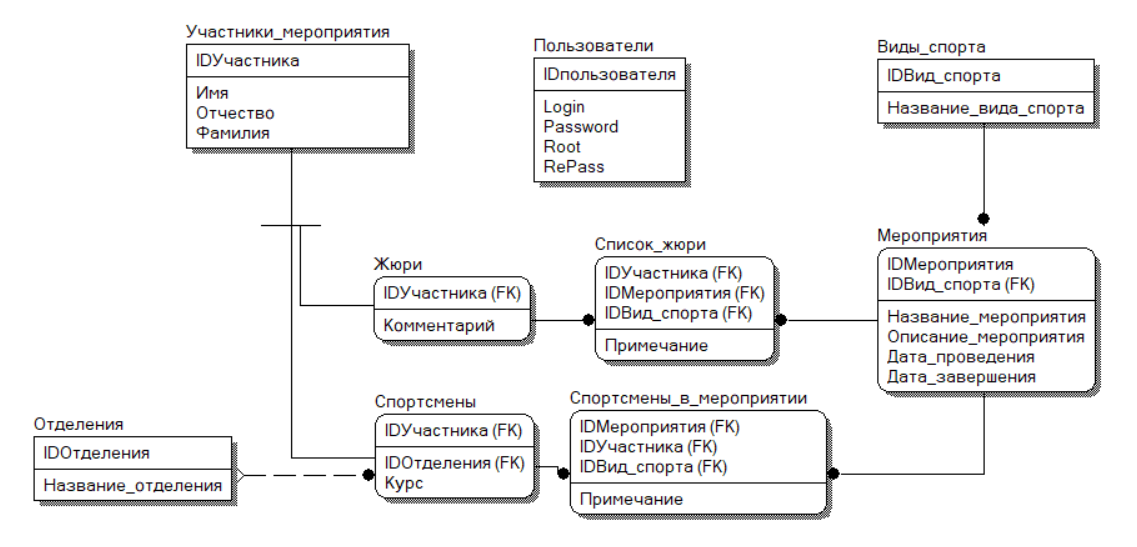 Участники_мероприятия
IDУчастника
Имя
Отчество
Фамилия
Пользователи
IDпользователя
Login
Password
Root
RePass
Виды_спорта
IDВид_спорта
Название_вида_спорта
Мероприятия
IDМероприятия
IDВид_спорта (FK)
Название_мероприятия
Описание_мероприятия
Дата_проведения
Дата_завершения
Список_жюри
IDУчастника (FK)
IDМероприятия (FK)
IDВид_спорта (FK)
Примечание
Жюри
IDУчастника (FK)
Комментарий
Спортсмены
IDУчастника (FK)
IDОтделения (FK)
Курс
Спортсмены_в_мероприятии
IDМероприятия (FK)
IDУчастника (FK)
IDВид_спорта (FK)
Примечание
Отделения
IDОтделения
Название_отделения